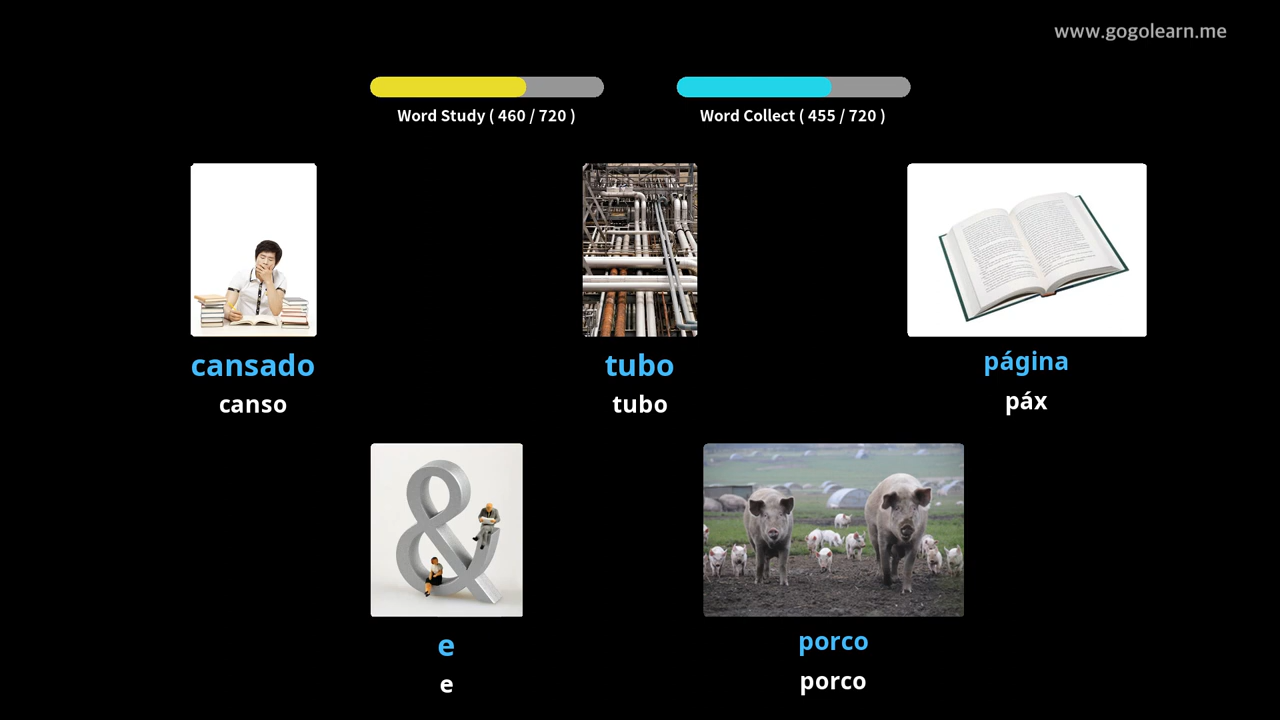 www.gogolearn.me
Word Study ( 460 / 720 )
Word Collect ( 455 / 720 )
cansado
canso
tubo
tubo
página
páx
e
e
porco
porco